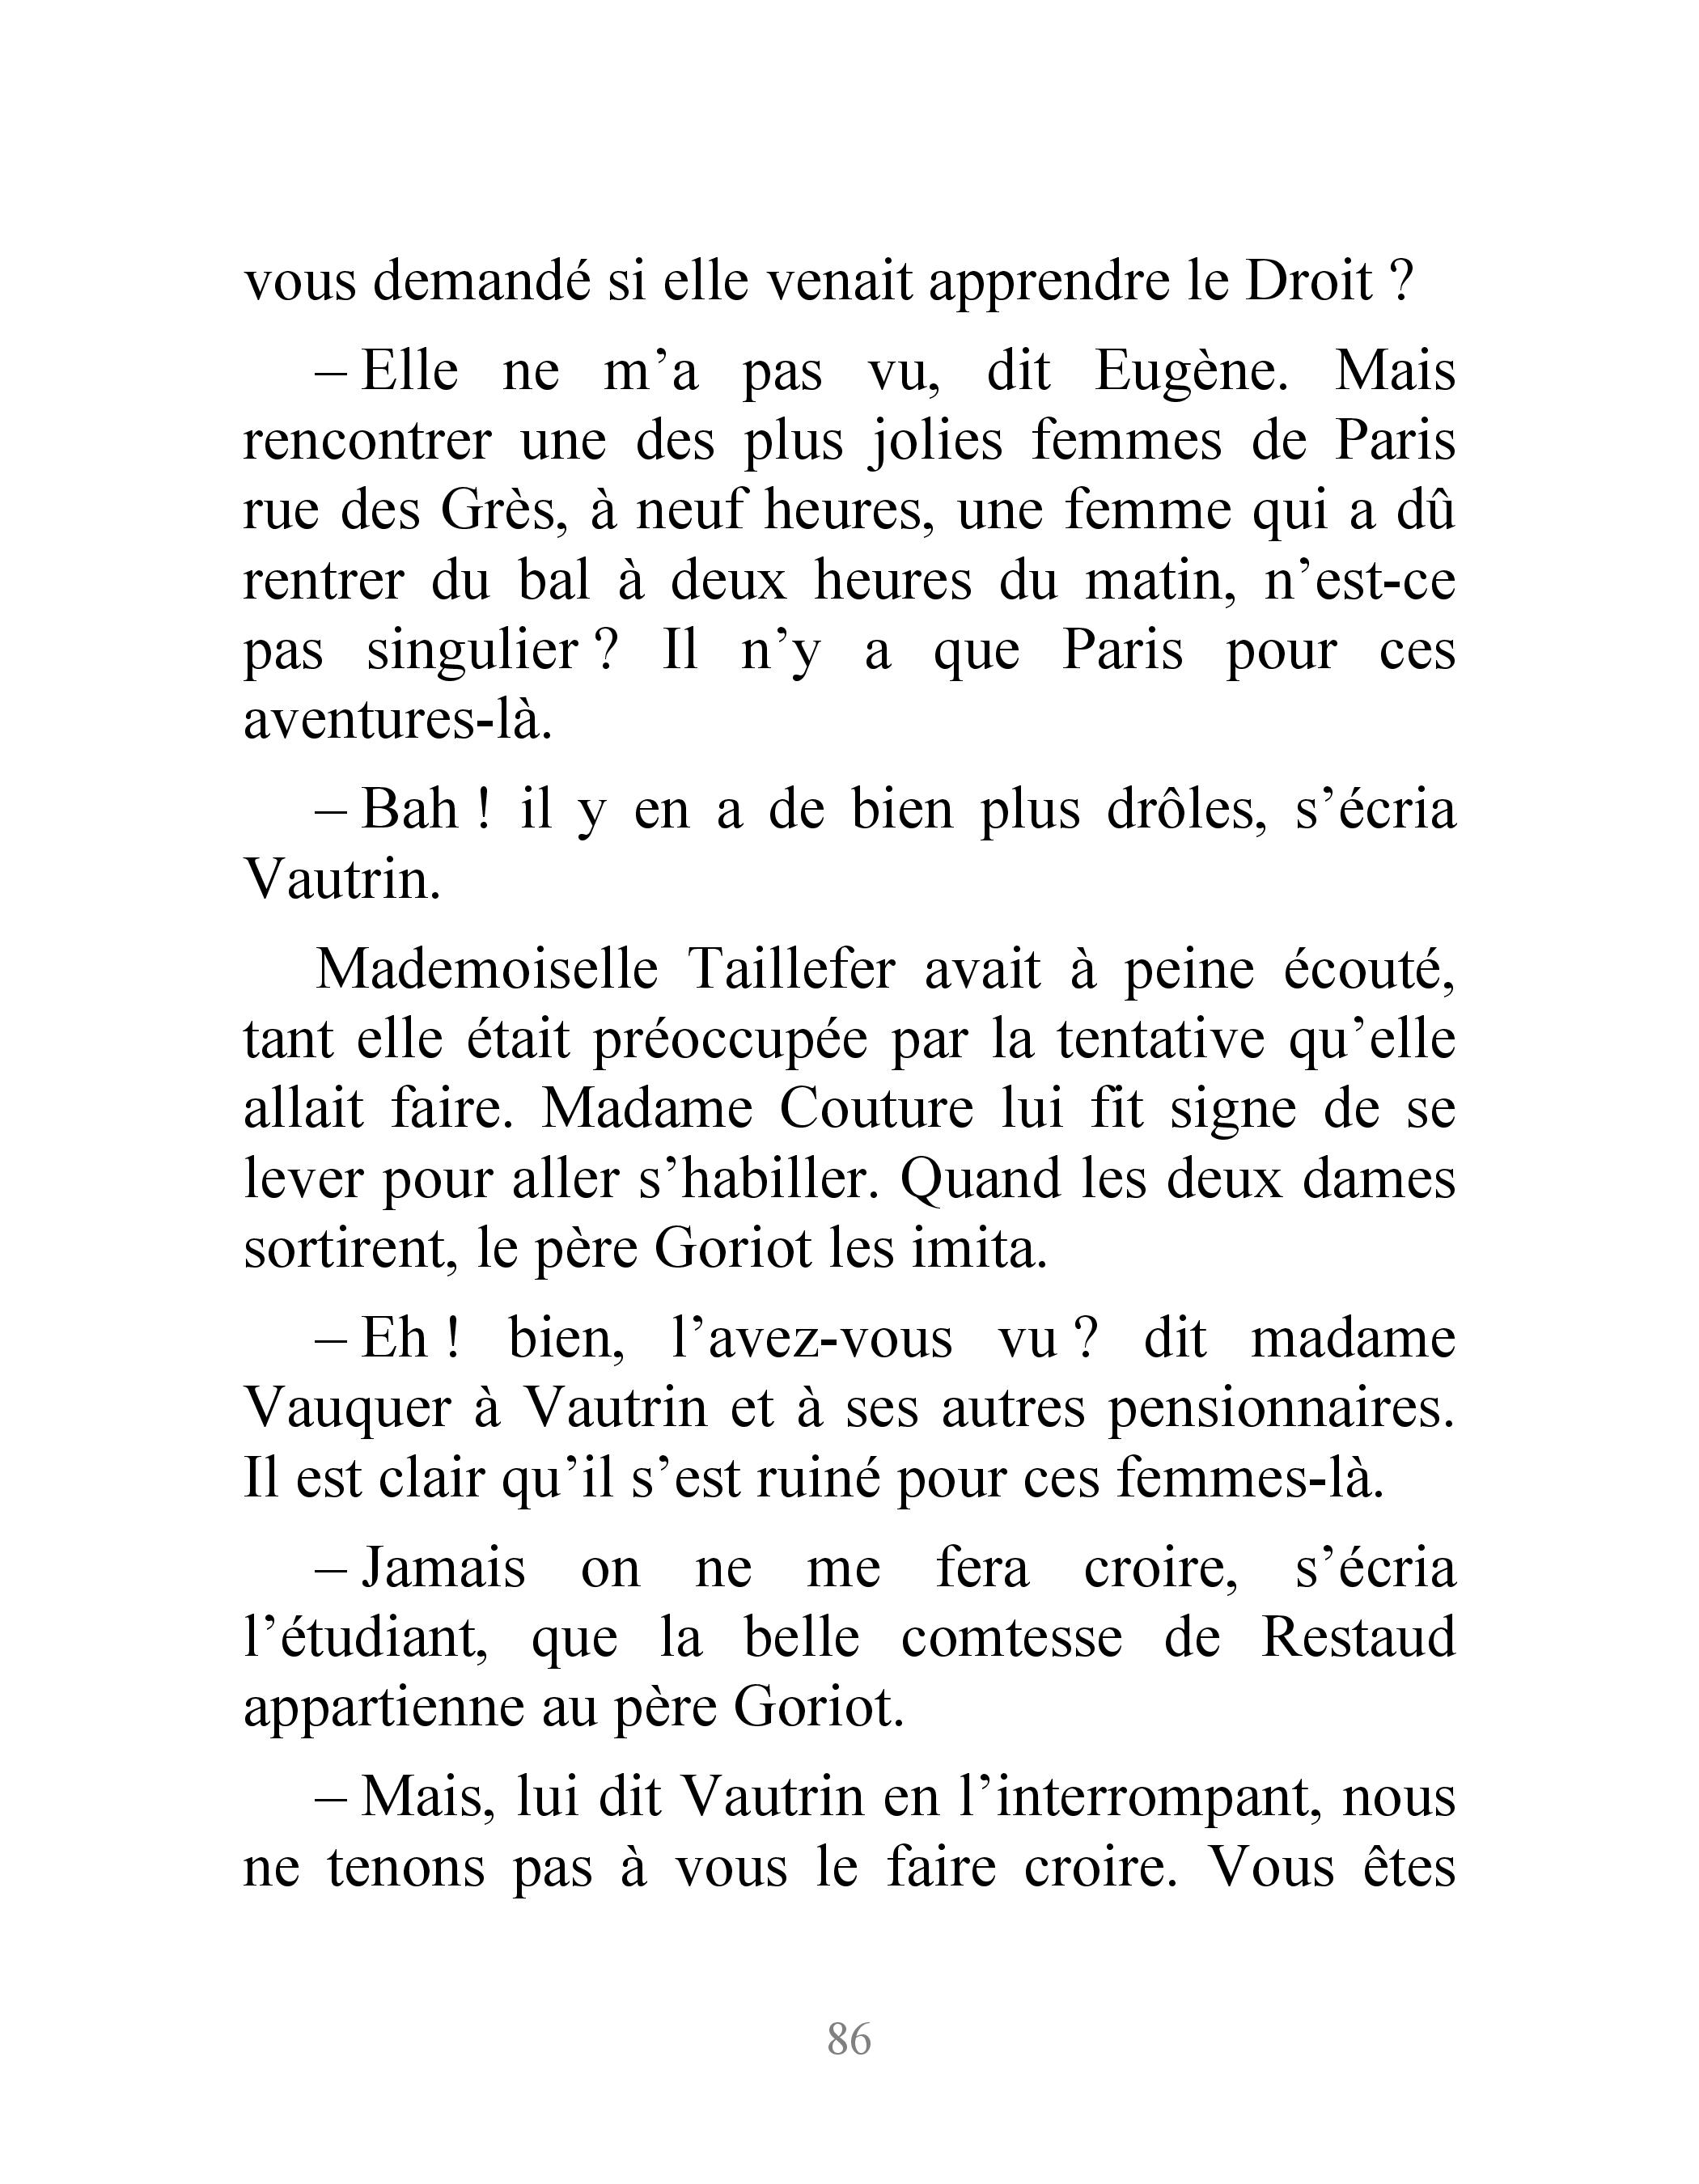 vous demandé si elle venait apprendre le Droit ?
– Elle ne m’a pas vu, dit Eugène. Mais
rencontrer une des plus jolies femmes de Paris
rue des Grès, à neuf heures, une femme qui a dû
rentrer du bal à deux heures du matin, n’est-ce
pas singulier ? Il n’y a que Paris pour ces
aventures-là.
– Bah ! il y en a de bien plus drôles, s’écria
Vautrin.
Mademoiselle Taillefer avait à peine écouté,
tant elle était préoccupée par la tentative qu’elle
allait faire. Madame Couture lui fit signe de se
lever pour aller s’habiller. Quand les deux dames
sortirent, le père Goriot les imita.
– Eh ! bien, l’avez-vous vu ? dit madame
Vauquer à Vautrin et à ses autres pensionnaires.
Il est clair qu’il s’est ruiné pour ces femmes-là.
– Jamais on ne me fera croire, s’écria
l’étudiant, que la belle comtesse de Restaud
appartienne au père Goriot.
– Mais, lui dit Vautrin en l’interrompant, nous
ne tenons pas à vous le faire croire. Vous êtes
86